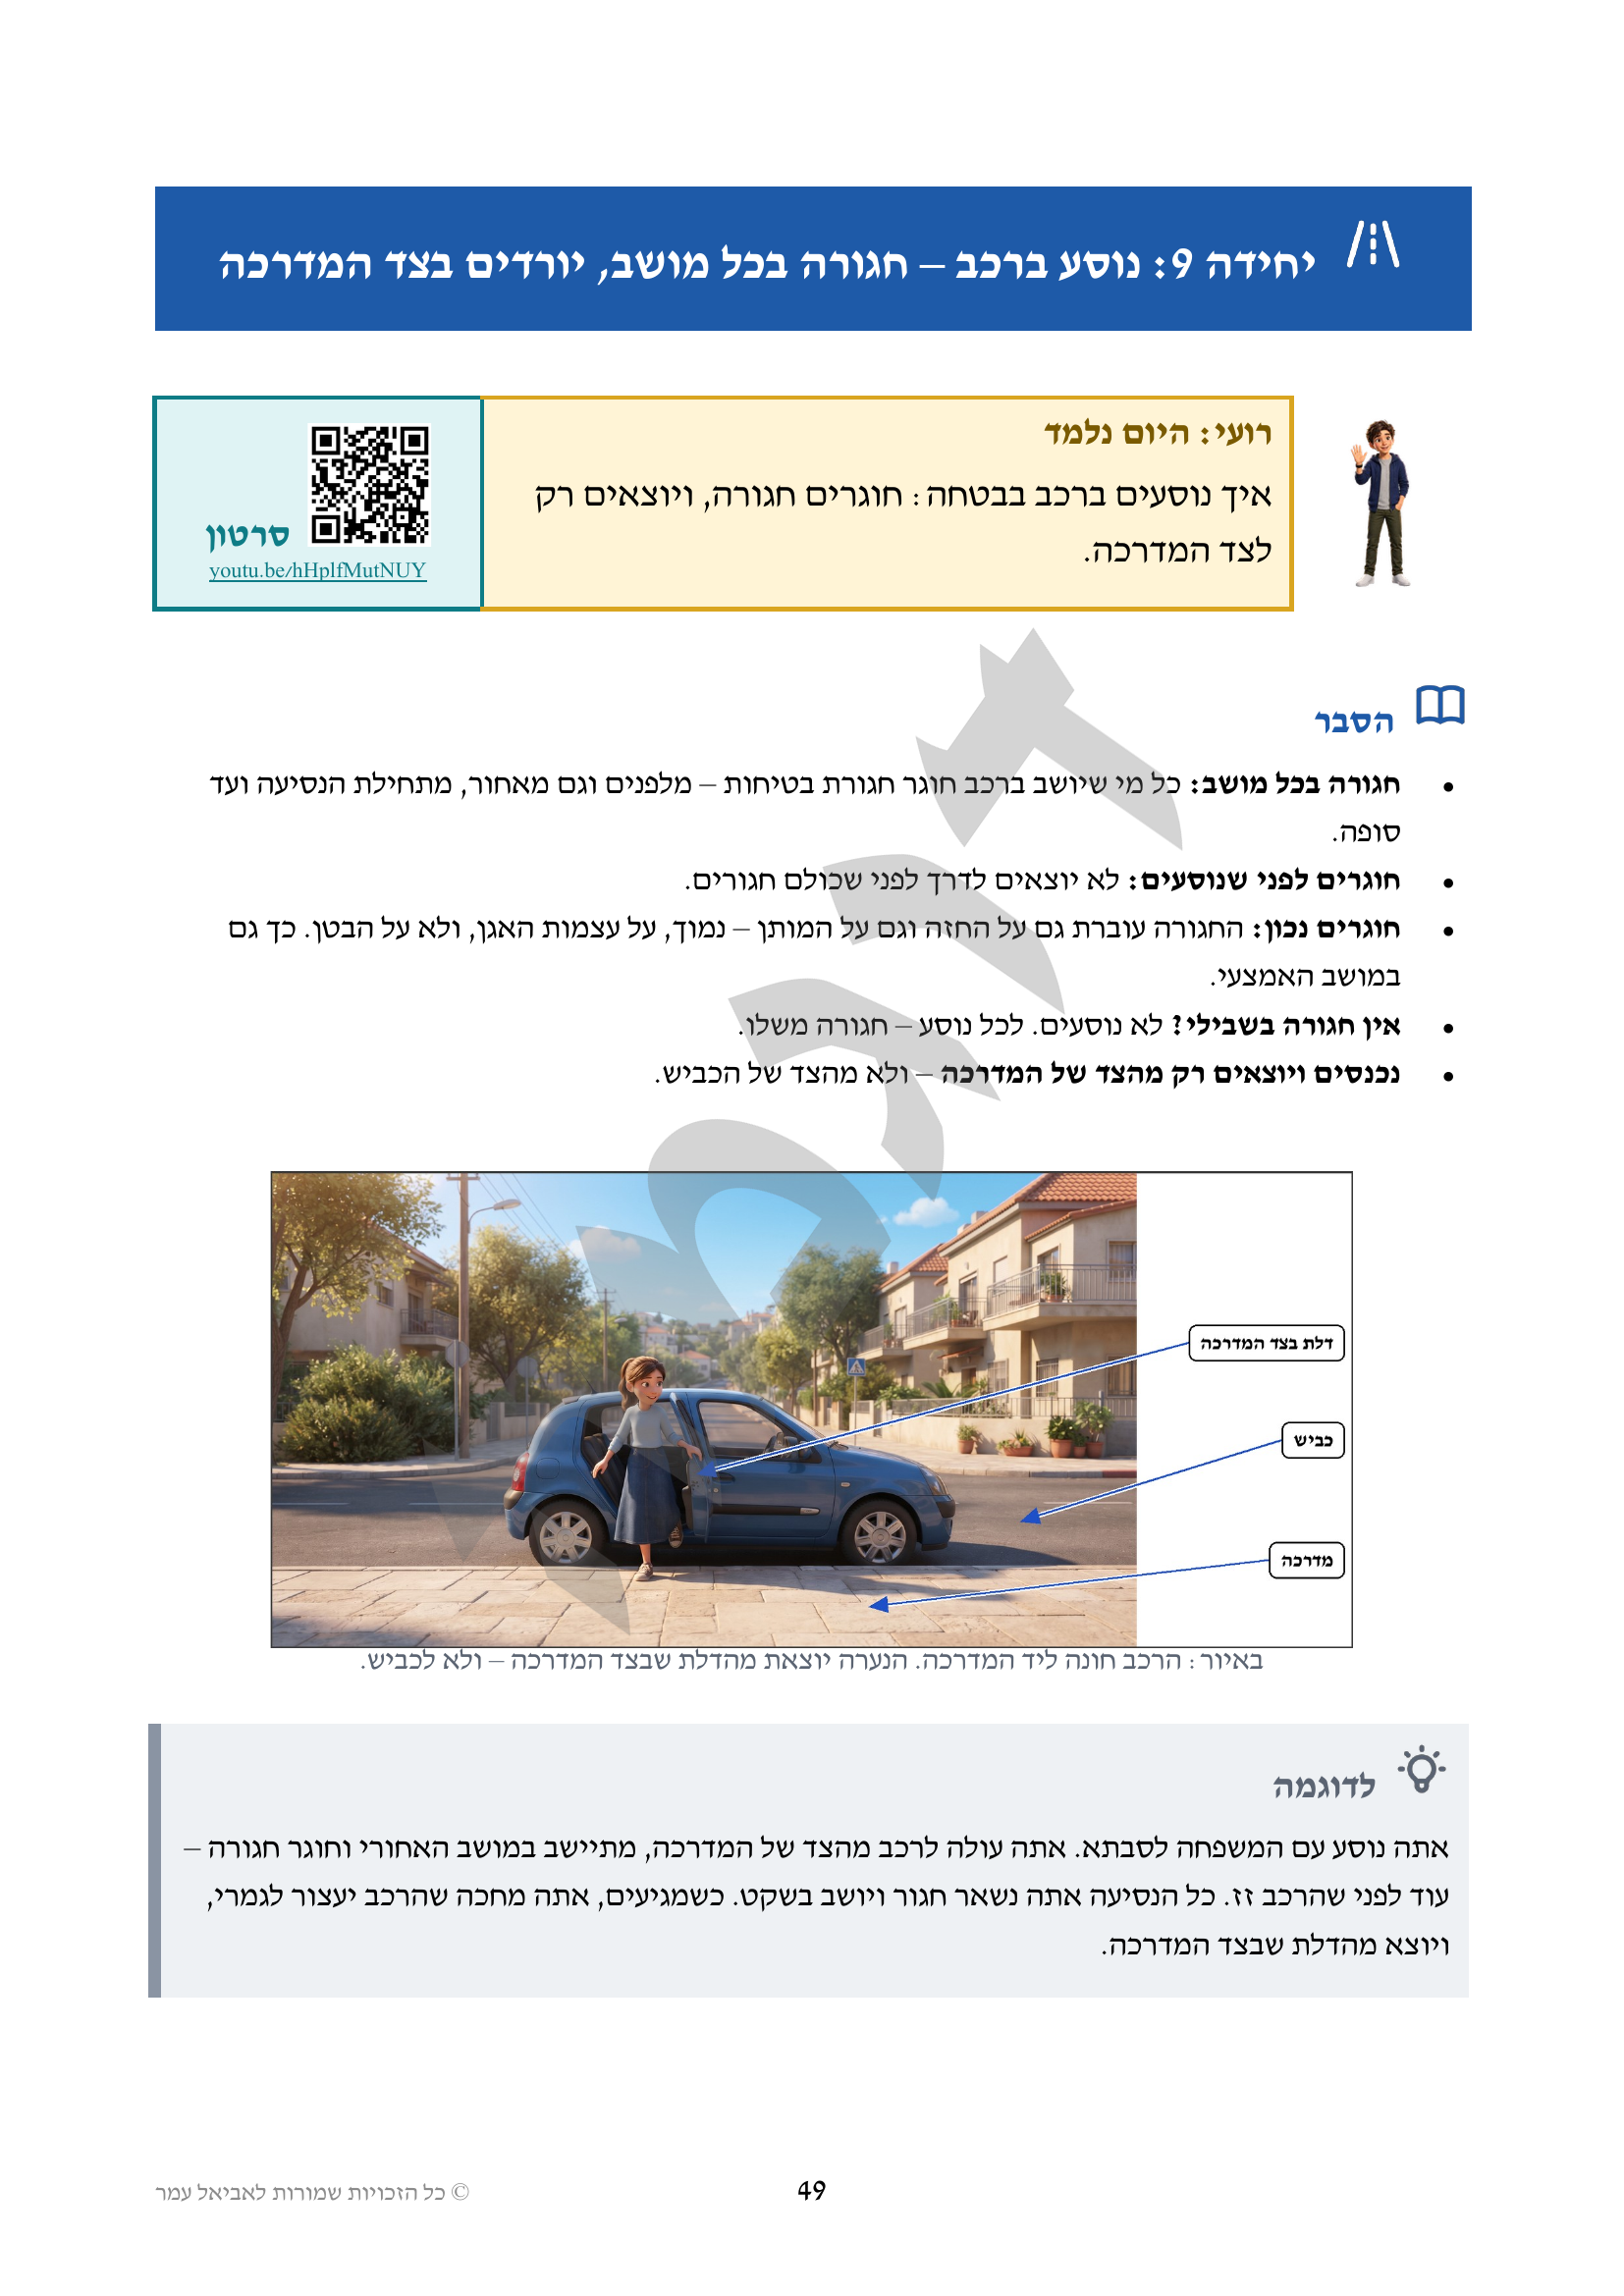 יחידה 9: נוסע ברכב – חגורה בכל מושב, יורדים בצד המדרכה
רועי: היום נלמד
איך נוסעים ברכב בבטחה: חוגרים חגורה, ויוצאים רק
לצד המדרכה.
סרטון
youtu.be/hHplfMutNUY
הסבר
• חגורה בכל מושב: כל מי שיושב ברכב חוגר חגורת בטיחות – מלפנים וגם מאחור, מתחילת הנסיעה ועד
סופה.
• חוגרים לפני שנוסעים: לא יוצאים לדרך לפני שכולם חגורים.
• חוגרים נכון: החגורה עוברת גם על החזה וגם על המותן – נמוך, על עצמות האגן, ולא על הבטן. כך גם
במושב האמצעי.
• אין חגורה בשבילי? לא נוסעים. לכל נוסע – חגורה משלו.
• נכנסים ויוצאים רק מהצד של המדרכה – ולא מהצד של הכביש.
דלת בצד המדרכה
כביש
מדרכה
באיור: הרכב חונה ליד המדרכה. הנערה יוצאת מהדלת שבצד המדרכה – ולא לכביש.
לדוגמה
אתה נוסע עם המשפחה לסבתא. אתה עולה לרכב מהצד של המדרכה, מתיישב במושב האחורי וחוגר חגורה –
עוד לפני שהרכב זז. כל הנסיעה אתה נשאר חגור ויושב בשקט. כשמגיעים, אתה מחכה שהרכב יעצור לגמרי,
ויוצא מהדלת שבצד המדרכה.
49
© כל הזכויות שמורות לאביאל עמר